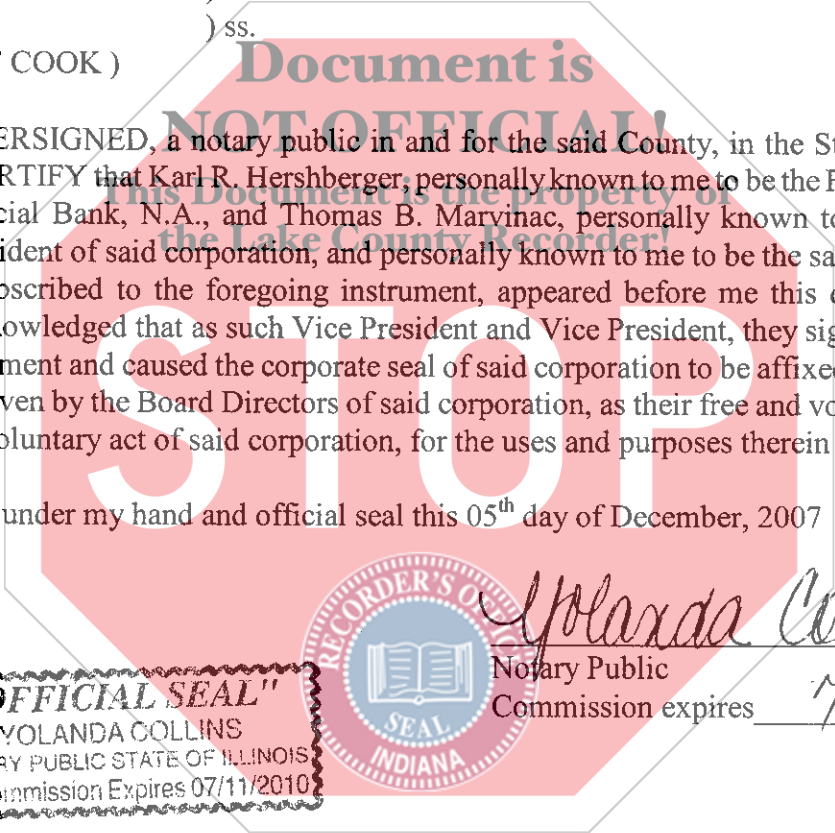 ) ss.
COOK )
Document is
NOT OFFICIAL!
This Document is the property of
the Lake County Recorder!
ERSIGNED, a notary public in and for the said County, in the St
RTIFY that Karl R. Hershberger, personally known to me to be the
cial Bank, N.A., and Thomas B. Marvinac, personally known to
ident of said corporation, and personally known to me to be the sa
bscribed to the foregoing instrument, appeared before me this
owledged that as such Vice President and Vice President, they sig
ment and caused the corporate seal of said corporation to be affixed
ven by the Board Directors of said corporation, as their free and vo
oluntary act of said corporation, for the uses and purposes therein
STOP
under my hand and official seal this 05th day of December, 2007
Yolanda Co
Notary Public
Commission expires 7
RECORDER'S OFFICE
SEAL
INDIANA
OFFICIAL SEAL"
YOLANDA COLLINS
RY PUBLIC STATE OF ILLINOIS
ommission Expires 07/11/2010